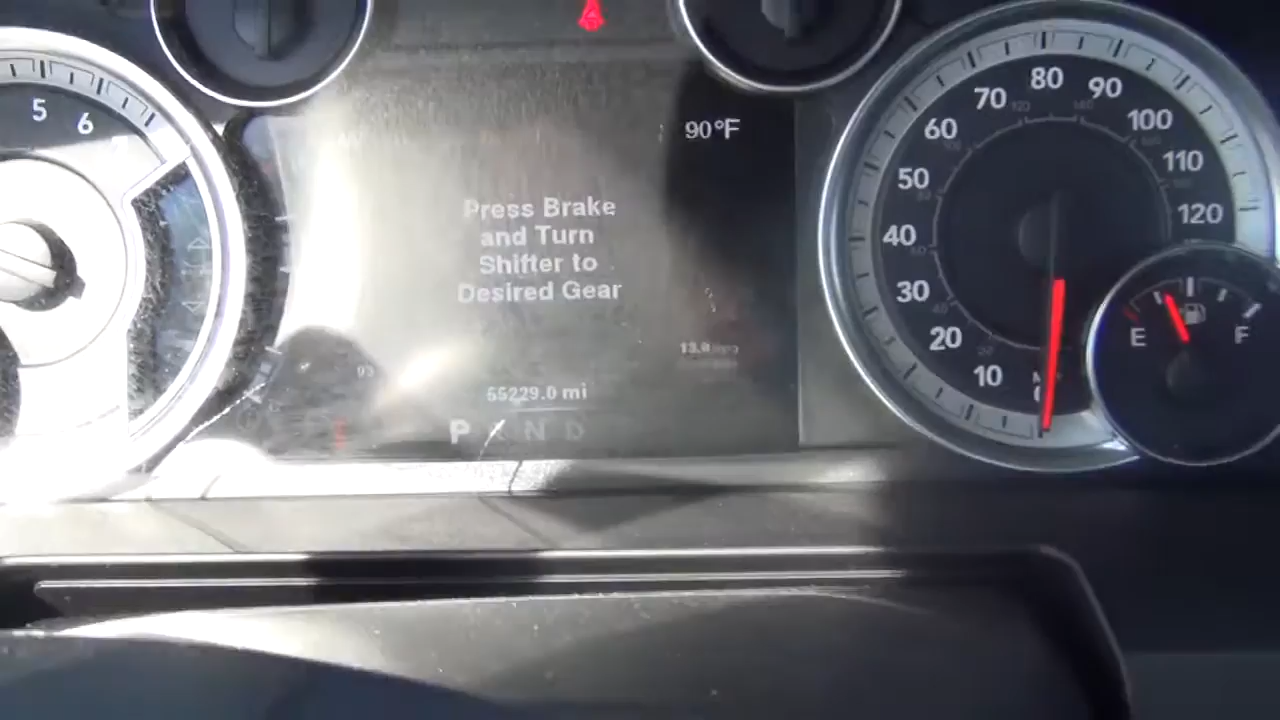 5
6
90°F
Press Brake
and Turn
Shifter to
Desired Gear
55229.0 mi
P N D
10
20
30
40
50
60
70
80
90
100
110
120
E
F